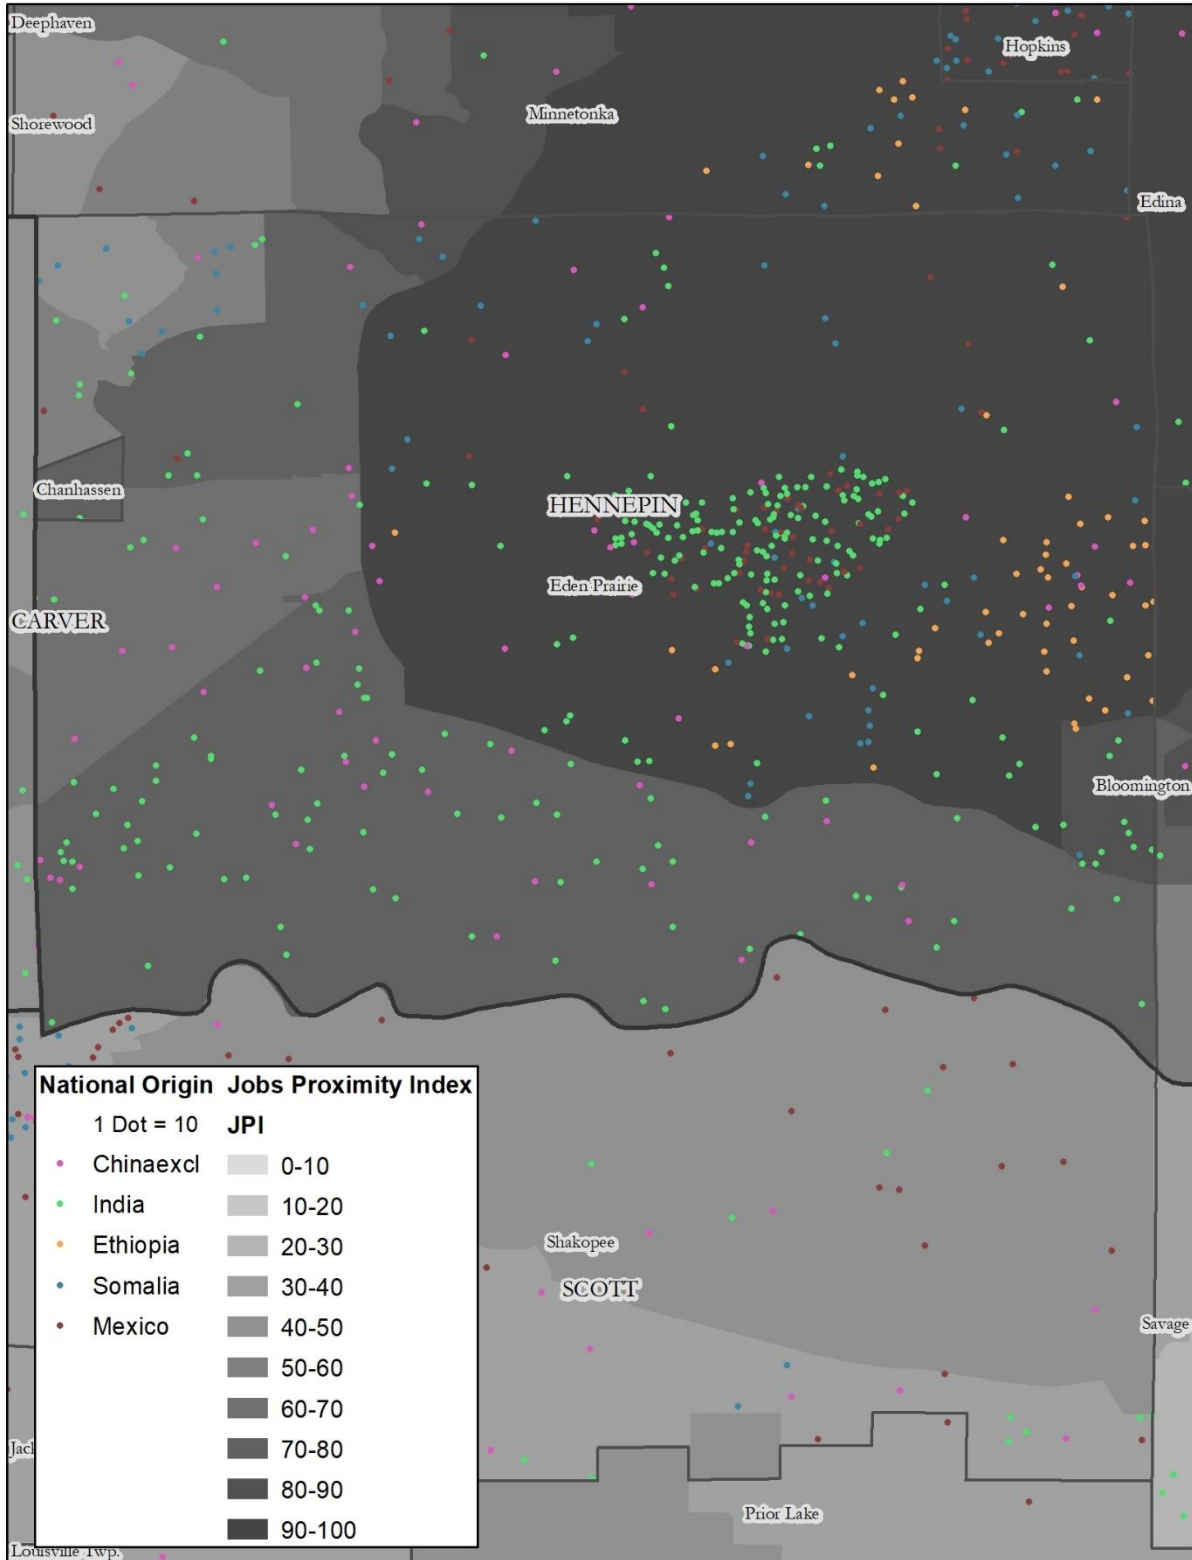 Deephaven
Hopkins
Minnetonka
Shorewood
Edina
Chanhassen
HENNEPIN
Eden Prairie
CARVER
Bloomington
National Origin Jobs Proximity Index
1 Dot = 10 JPI
Chinaexcl 0-10
India 10-20
Ethiopia 20-30
Somalia 30-40
Mexico 40-50
50-60
60-70
70-80
80-90
90-100
Shakopee
SCOTT
Savage
Jack
Prior Lake
Louisville Twp.